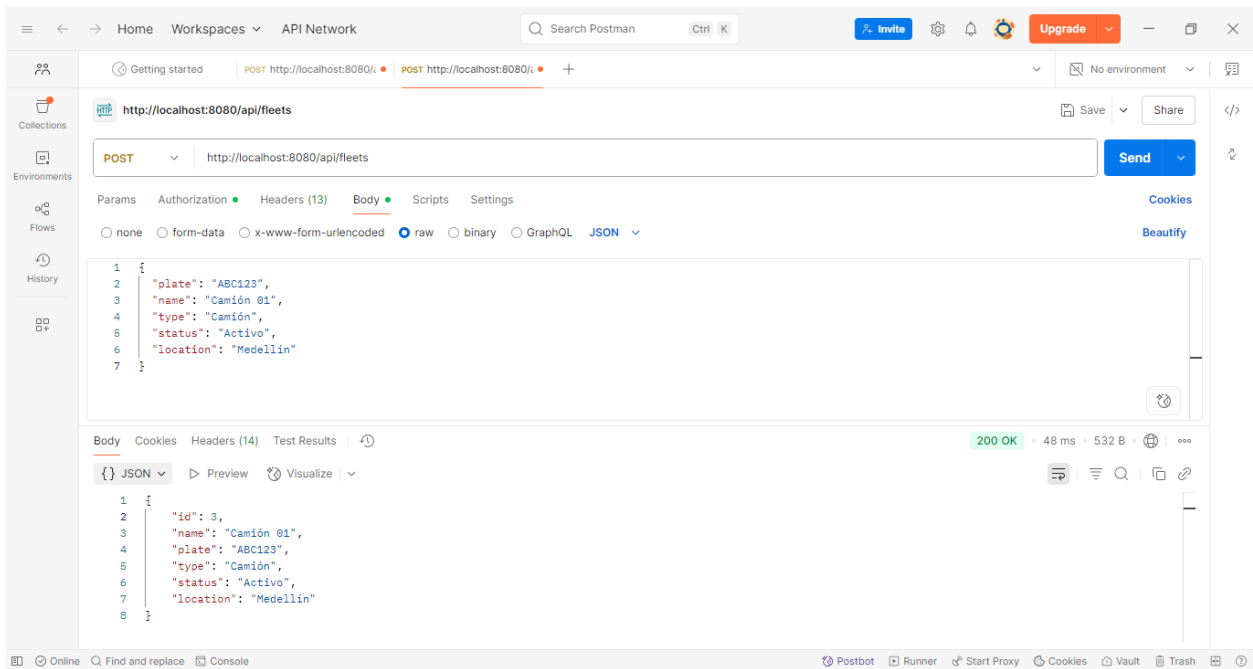 Home Workspaces API Network Search Postman Ctrl K Invite Upgrade
Getting started POST http://localhost:8080/a POST http://localhost:8080/a No environment
HTTP http://localhost:8080/api/fleets Save Share
Collections
POST http://localhost:8080/api/fleets Send
Environments
Params Authorization Headers (13) Body Scripts Settings Cookies
Flows
none form-data x-www-form-urlencoded raw binary GraphQL JSON Beautify
History
1 {
2 "plate": "ABC123",
3 "name": "Camión 01",
4 "type": "Camión",
5 "status": "Activo",
6 "location": "Medellín"
7 }
Body Cookies Headers (14) Test Results 200 OK 48 ms 532 B
{} JSON Preview Visualize
1 {
2 "id": 3,
3 "name": "Camión 01",
4 "plate": "ABC123",
5 "type": "Camión",
6 "status": "Activo",
7 "location": "Medellín"
8 }
Online Find and replace Console Postbot Runner Start Proxy Cookies Vault Trash